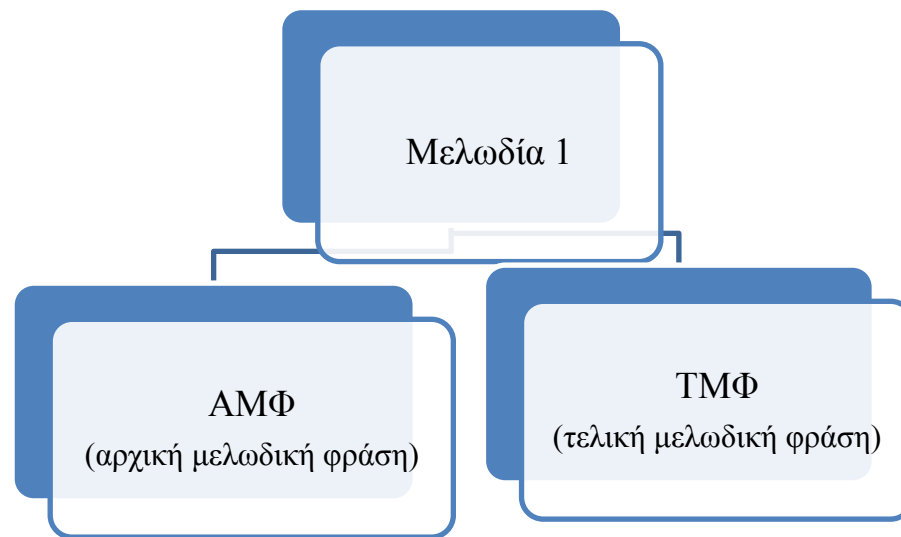 Μελωδία 1
ΑΜΦ
(αρχική μελωδική φράση)
ΤΜΦ
(τελική μελωδική φράση)